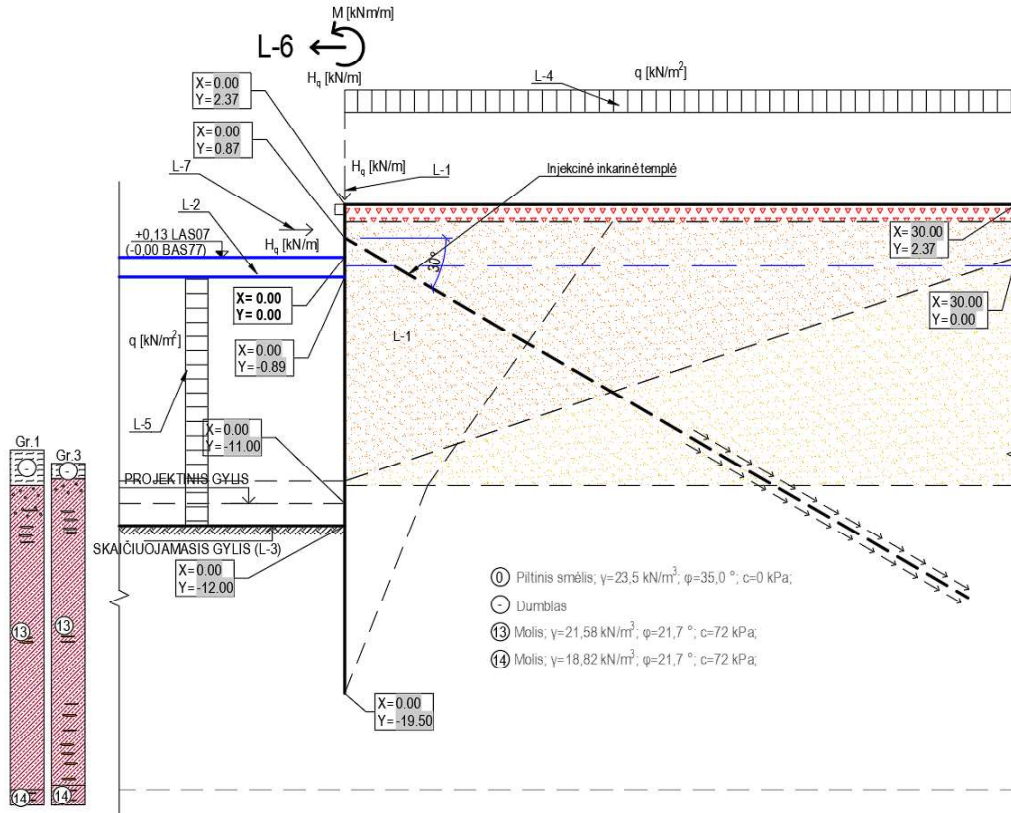 M [kNm/m]
L-6
H_q [kN/m]
q [kN/m²]
L-4
X=0.00
Y=2.37
X=0.00
Y=0.87
L-7
H_q [kN/m]
L-1
Injekcinė inkarinė templė
L-2
+0,13 LAS07
(-0,00 BAS77)
H_q [kN/m]
X=30.00
Y=2.37
30°
X=0.00
Y=0.00
X=30.00
Y=0.00
q [kN/m²]
L-1
X=0.00
Y=-0.89
L-5
X=0.00
Y=-11.00
Gr.1
Gr.3
-
-
PROJEKTINIS GYLIS
SKAIČIUOJAMASIS GYLIS (L-3)
X=0.00
Y=-12.00
0 Piltinis smėlis; γ=23,5 kN/m³; φ=35,0 °; c=0 kPa;
- Dumblas
13 Molis; γ=21,58 kN/m³; φ=21,7 °; c=72 kPa;
14 Molis; γ=18,82 kN/m³; φ=21,7 °; c=72 kPa;
13
13
X=0.00
Y=-19.50
14
14